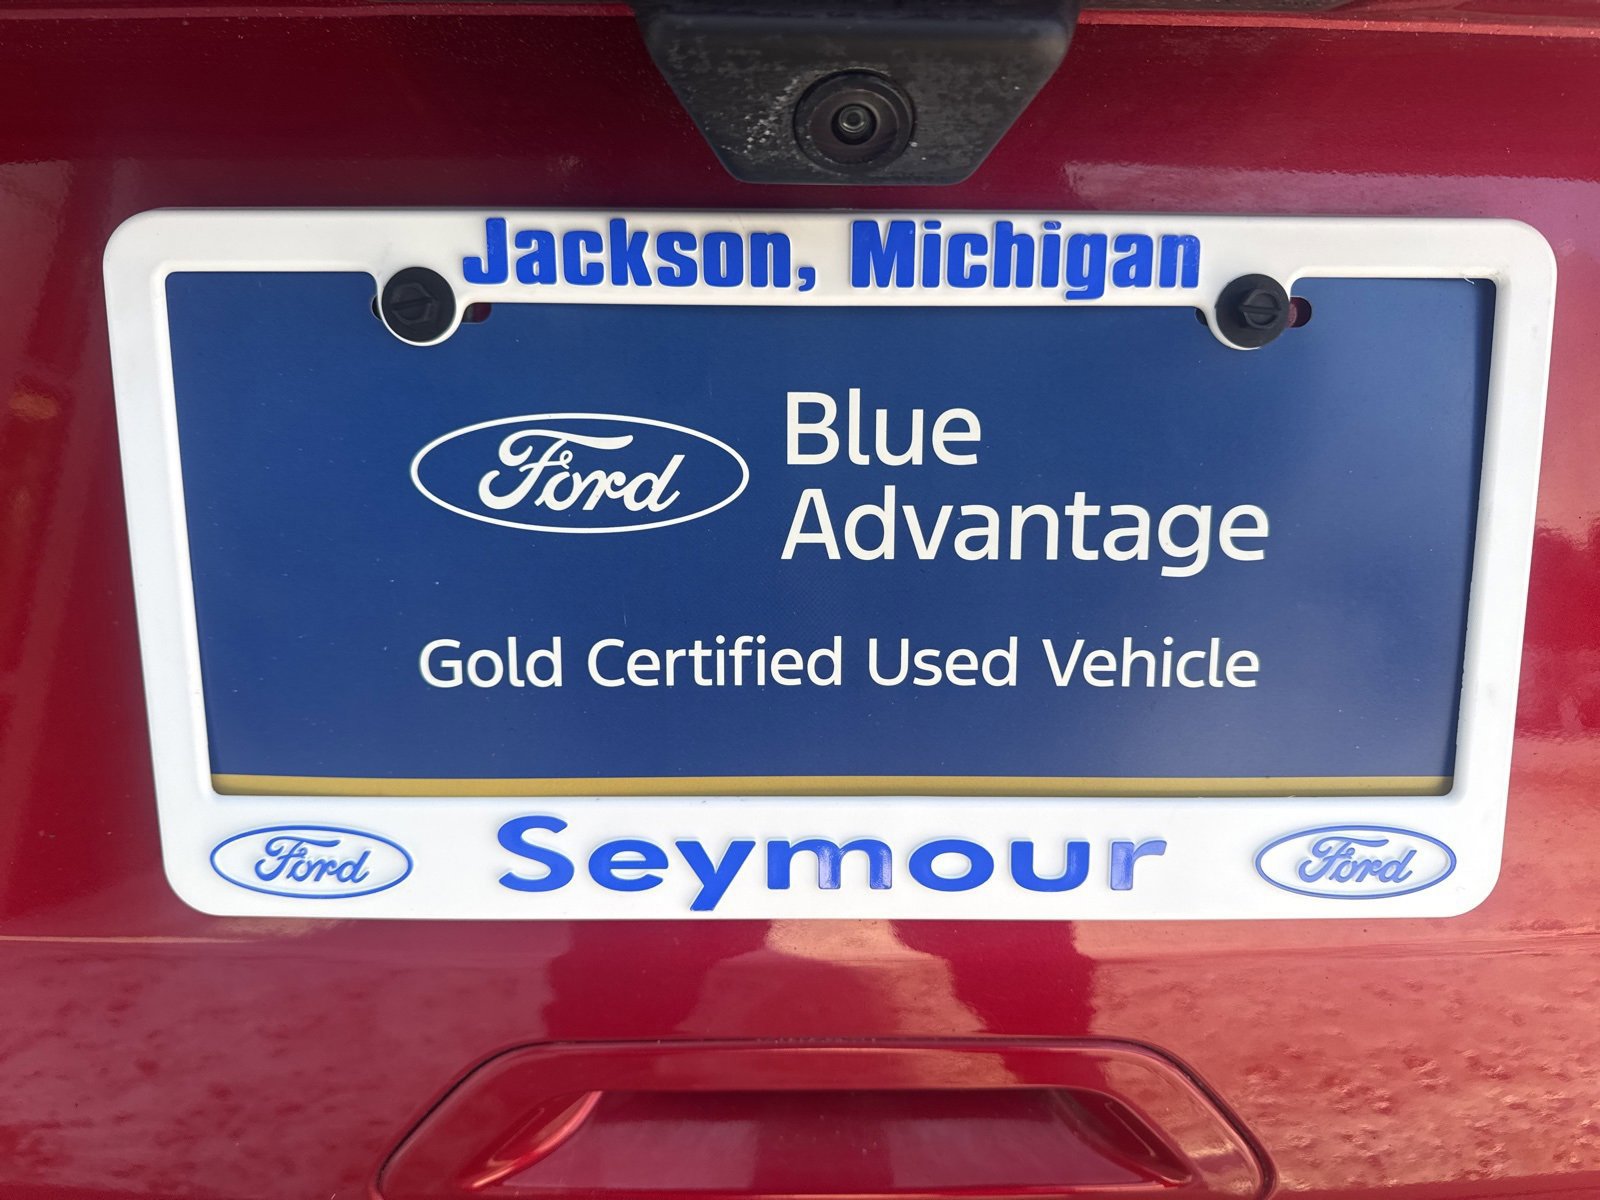 Jackson, Michigan
Ford
Blue
Advantage
Gold Certified Used Vehicle
Ford Seymour Ford